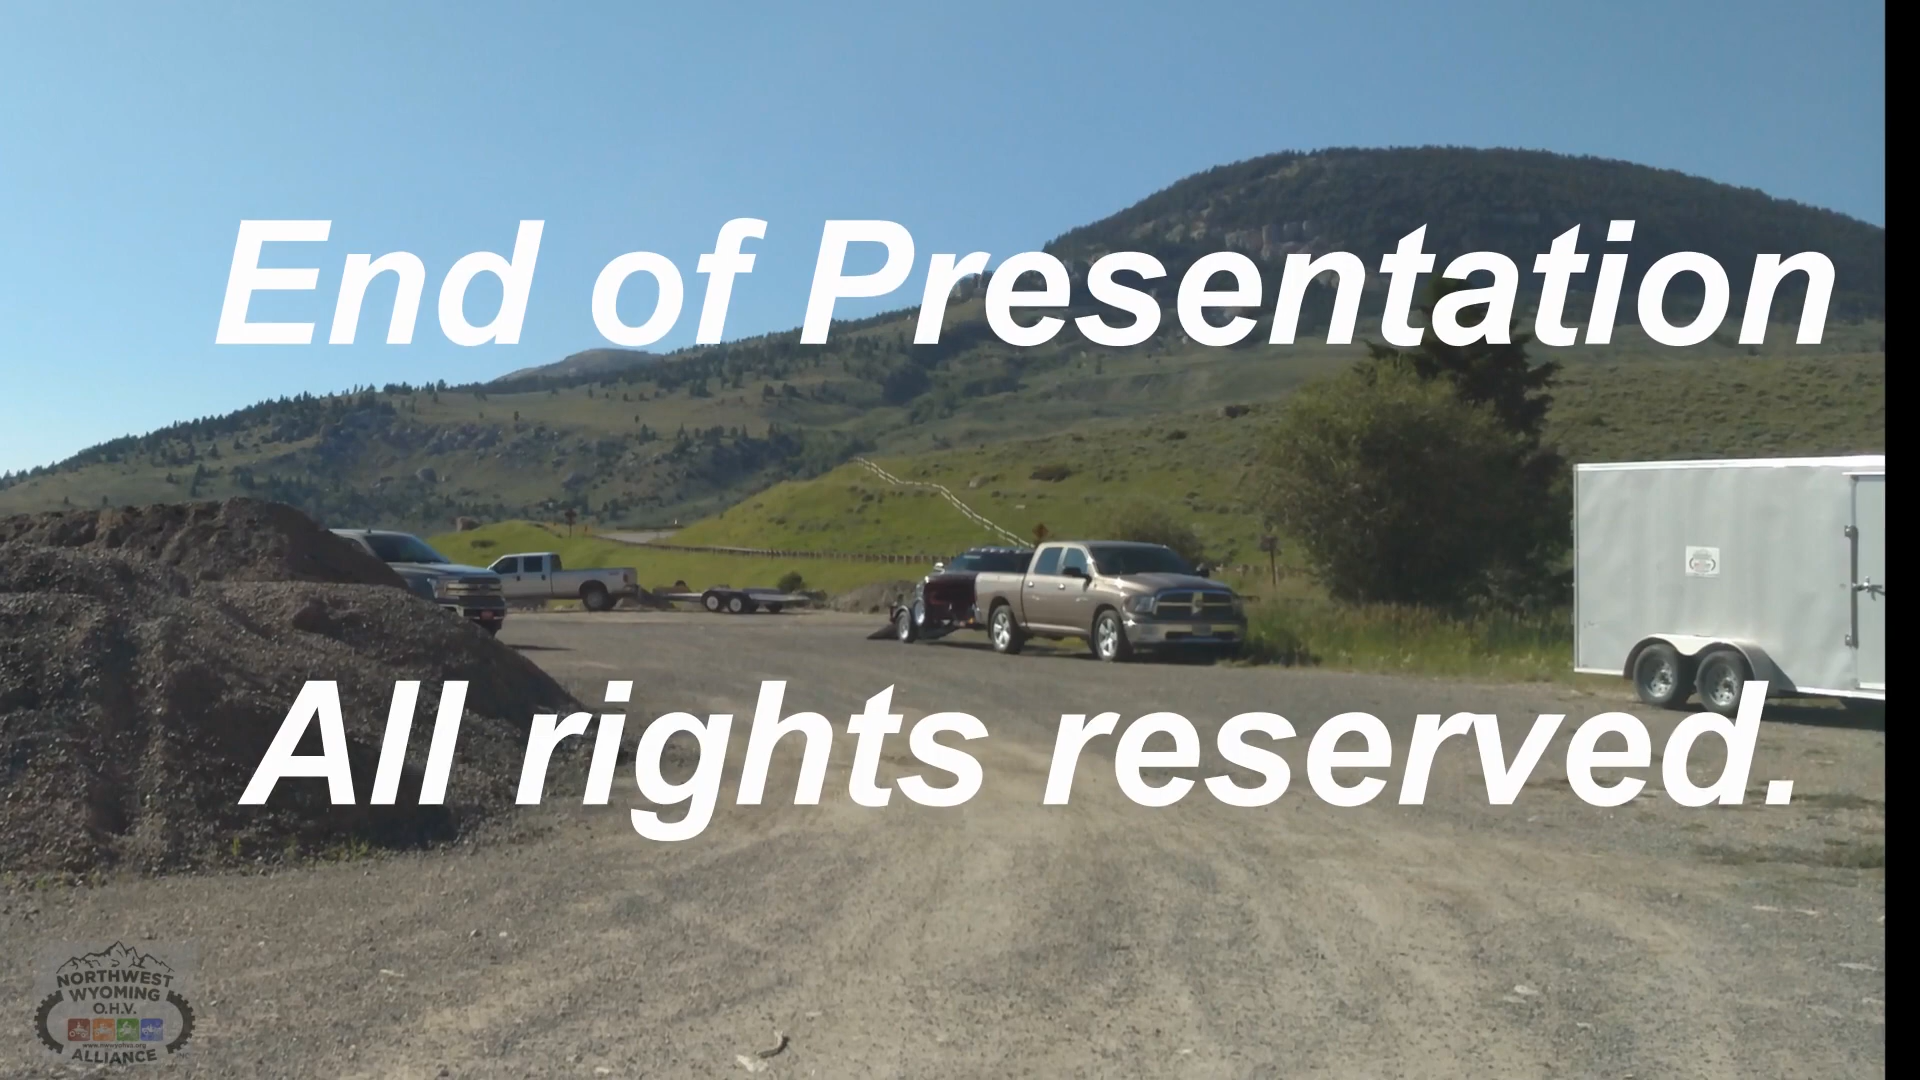 End of Presentation
All rights reserved.
NORTHWEST
WYOMING
O.H.V.
ALLIANCE